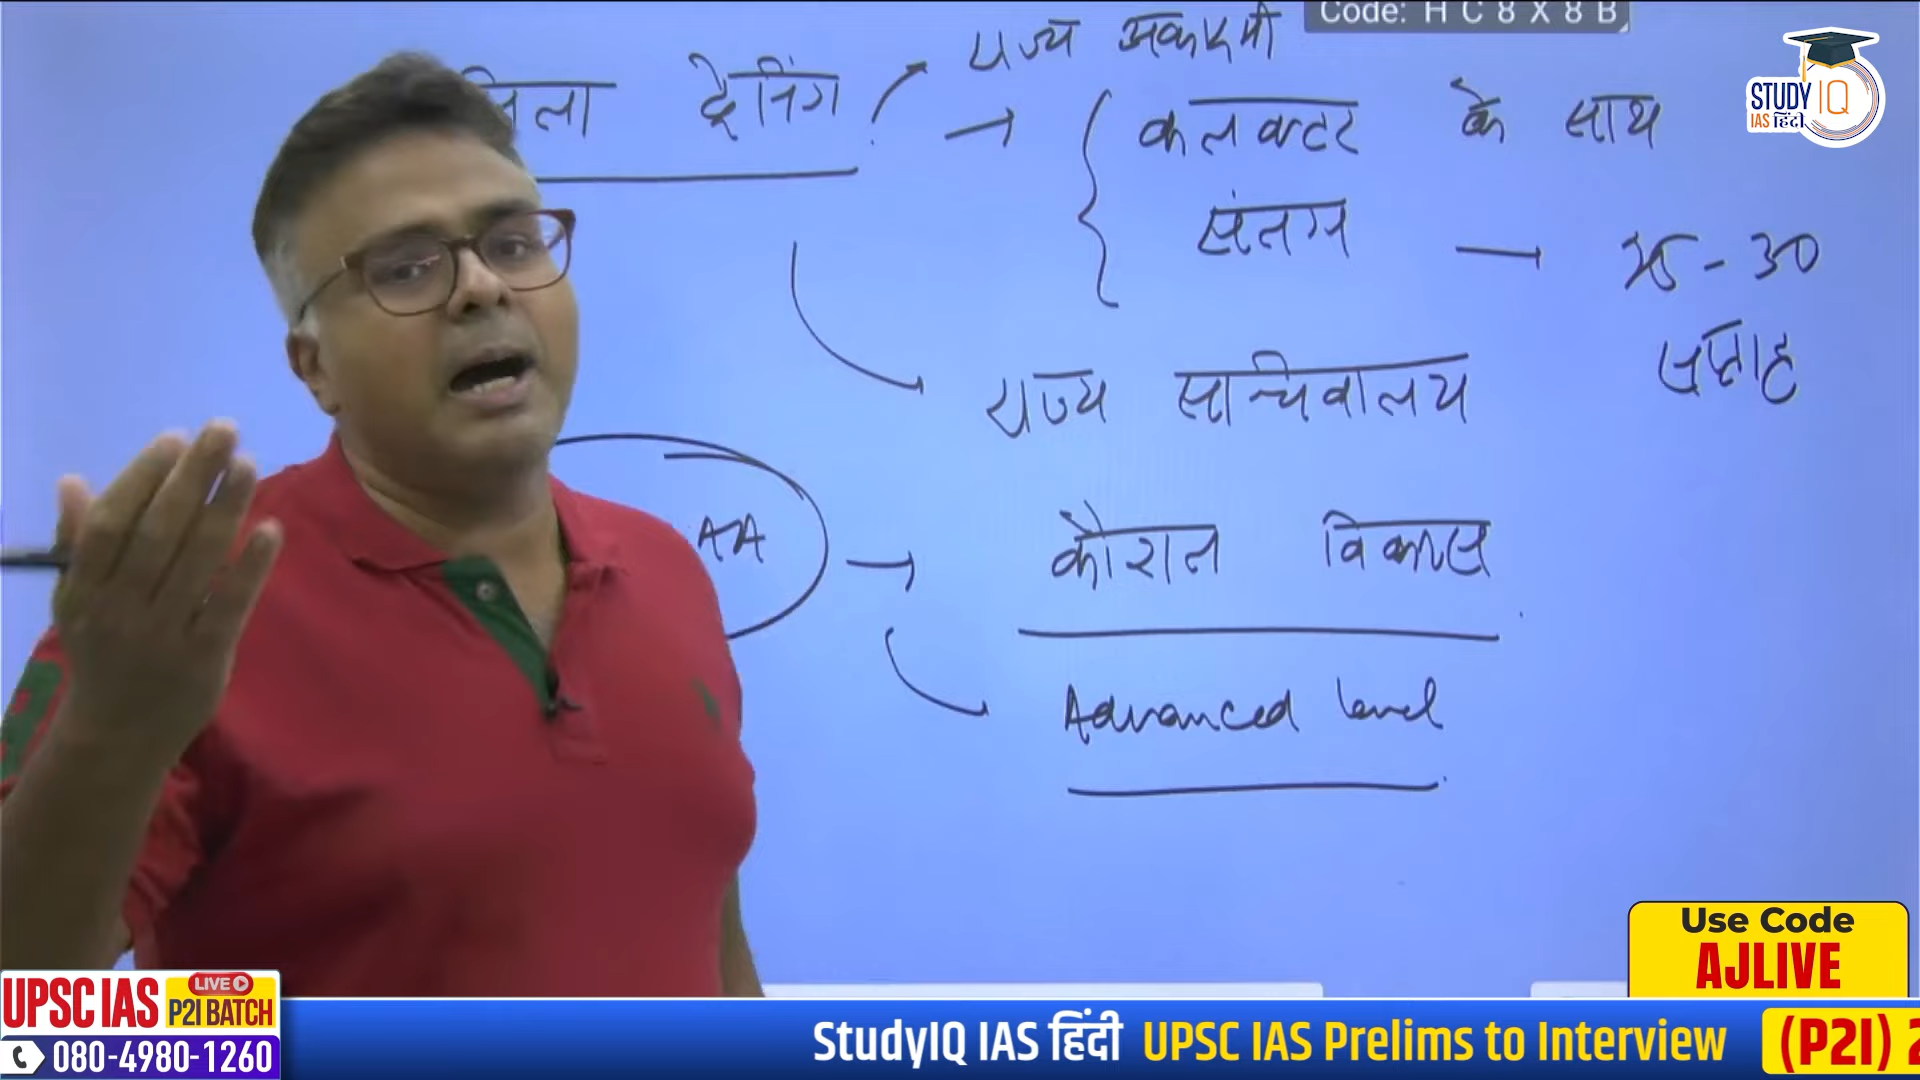 Code: H C 8 X 8 B
राज्य अकादमी
जिला ट्रेनिंग
कलक्टर के साथ
STUDY IQ
IAS हिंदी
संलग्न
25-30
सप्ताह
राज्य सचिवालय
कौशल विकास
Advanced level
Use Code
AJLIVE
UPSC IAS
LIVE
P2I BATCH
080-4980-1260
StudyIQ IAS हिंदी UPSC IAS Prelims to Interview (P2I) 2